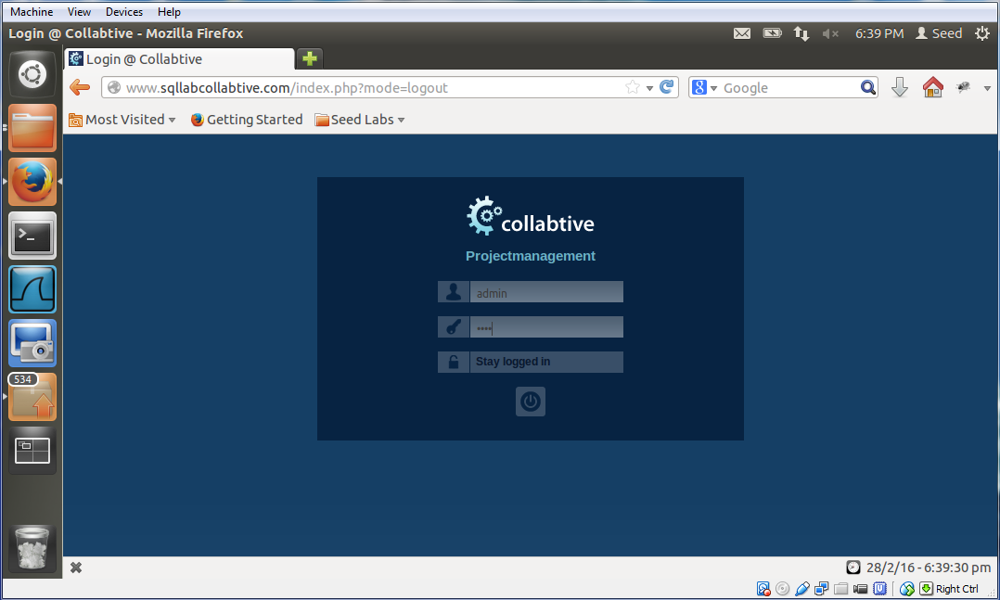 Machine View Devices Help
Login @ Collabtive - Mozilla Firefox 6:39 PM Seed
Login @ Collabtive
www.sqllabcollabtive.com/index.php?mode=logout Google
Most Visited Getting Started Seed Labs
collabtive
Projectmanagement
admin
••••
Stay logged in
534
28/2/16 - 6:39:30 pm
Right Ctrl